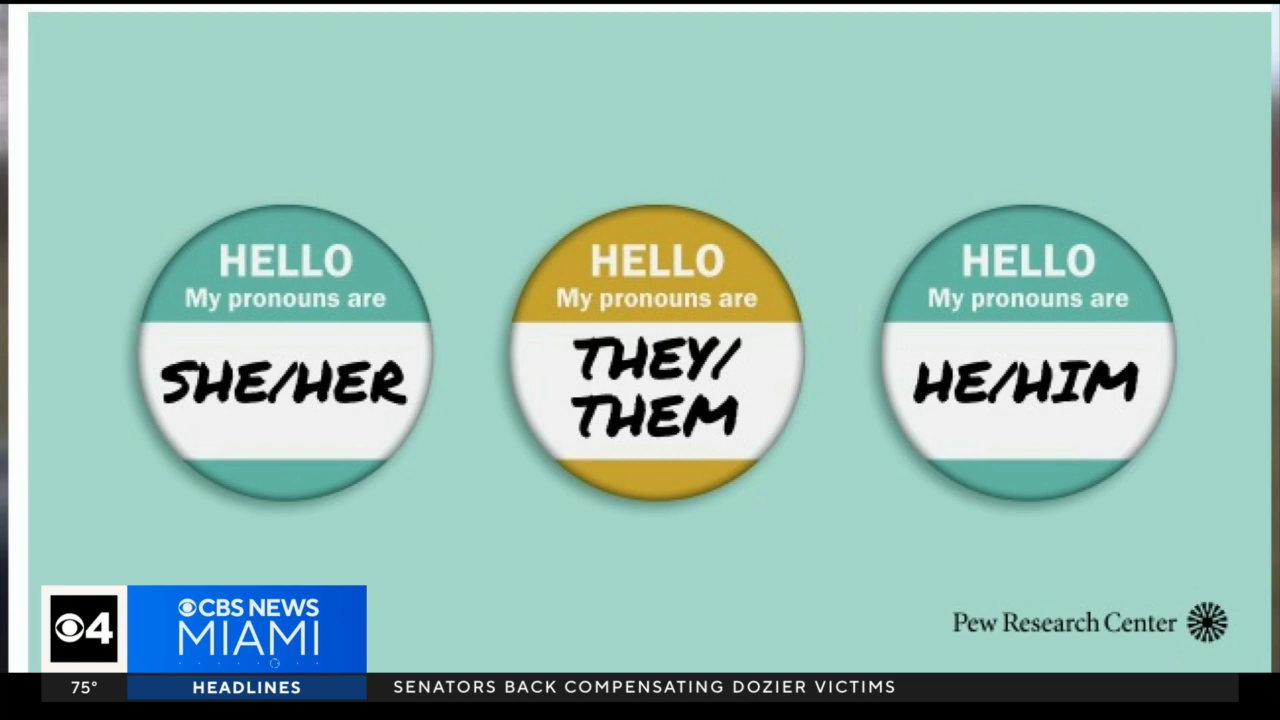 HELLO
My pronouns are
SHE/HER
HELLO
My pronouns are
THEY/
THEM
HELLO
My pronouns are
HE/HIM
Pew Research Center
4
CBS NEWS
MIAMI
75°
HEADLINES
SENATORS BACK COMPENSATING DOZIER VICTIMS